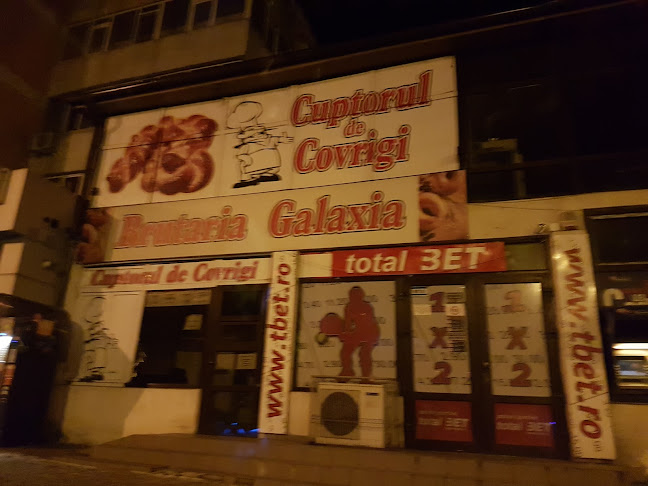 Cuptorul
de
Covrigi
Brutaria Galaxia
Cuptorul de Covrigi
www.tbet.ro
total BET
1
X
2
1
X
2
www.tbet.ro
total BET
total BET